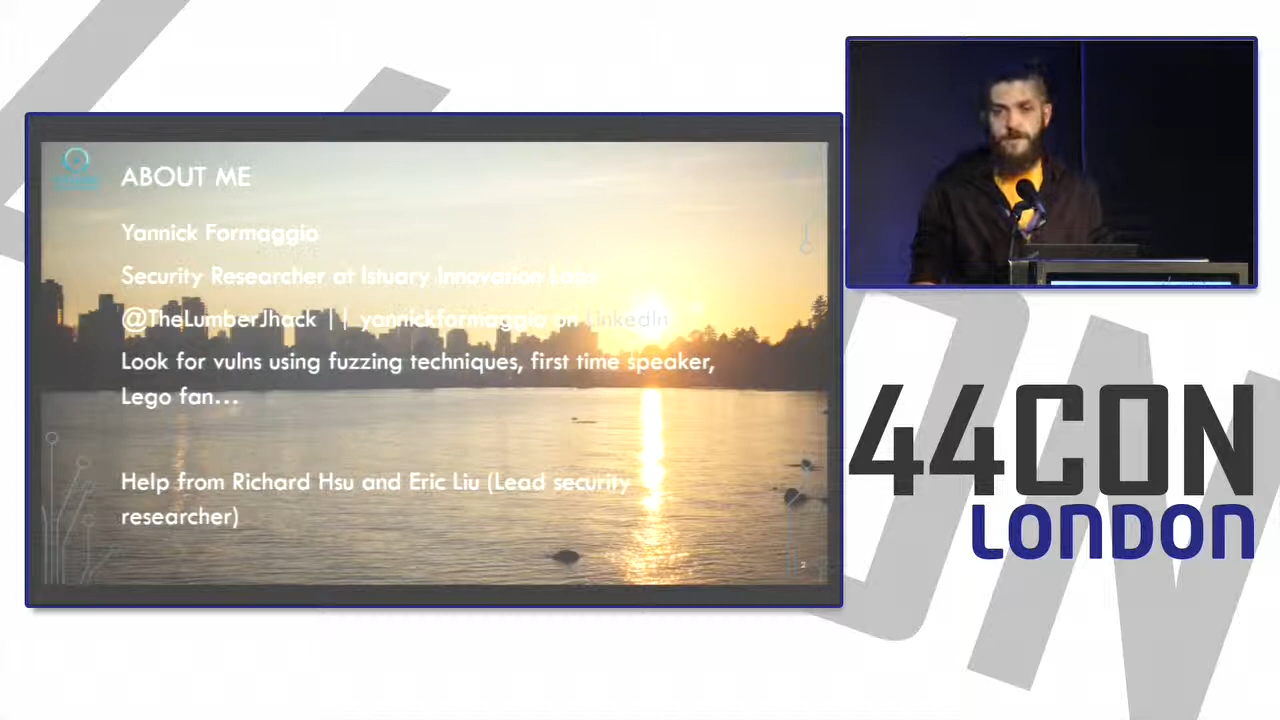 ABOUT ME
Yannick Formaggio
Security Researcher at Istuary Innovation Labs
@TheLumberJhack || yannickformaggio on LinkedIn
Look for vulns using fuzzing techniques, first time speaker,
Lego fan...
Help from Richard Hsu and Eric Liu (Lead security
researcher)
2
44CON
LONDON